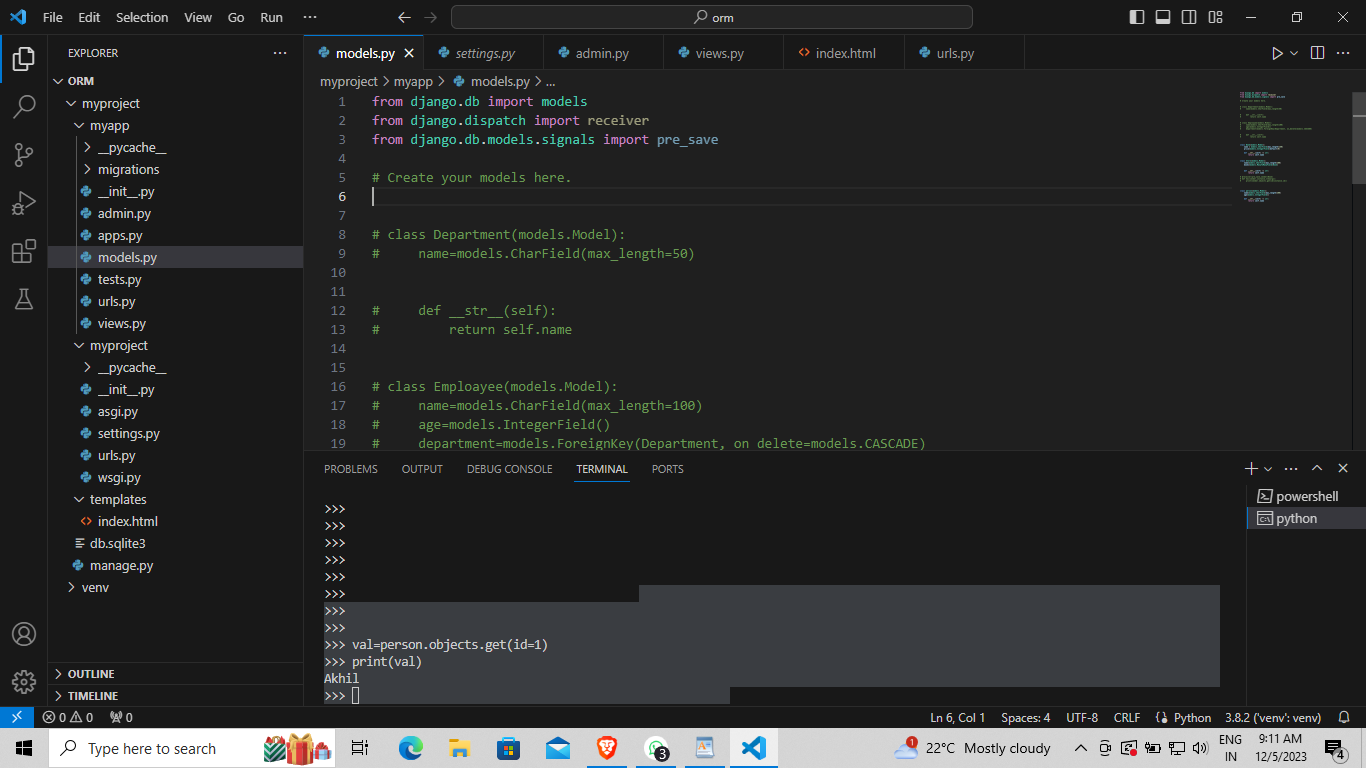 File Edit Selection View Go Run ···
orm
EXPLORER ···
ORM
myproject
myapp
__pycache__
migrations
__init__.py
admin.py
apps.py
models.py
tests.py
urls.py
views.py
myproject
__pycache__
__init__.py
asgi.py
settings.py
urls.py
wsgi.py
templates
<> index.html
db.sqlite3
manage.py
venv
OUTLINE
TIMELINE
models.py settings.py admin.py views.py <> index.html urls.py
myproject > myapp > models.py > ...
1 from django.db import models
2 from django.dispatch import receiver
3 from django.db.models.signals import pre_save
4
5 # Create your models here.
6
7
8 # class Department(models.Model):
9 #     name=models.CharField(max_length=50)
10
11
12 #     def __str__(self):
13 #         return self.name
14
15
16 # class Emploayee(models.Model):
17 #     name=models.CharField(max_length=100)
18 #     age=models.IntegerField()
19 #     department=models.ForeignKey(Department, on delete=models.CASCADE)
PROBLEMS OUTPUT DEBUG CONSOLE TERMINAL PORTS
>>>
>>>
>>>
>>>
>>>
>>>
>>>
>>>
>>> val=person.objects.get(id=1)
>>> print(val)
Akhil
>>>
powershell
python
0 0 0 Ln 6, Col 1 Spaces: 4 UTF-8 CRLF Python 3.8.2 ('venv': venv)
Type here to search
3
1
22°C Mostly cloudy
ENG
IN
9:11 AM
12/5/2023
4